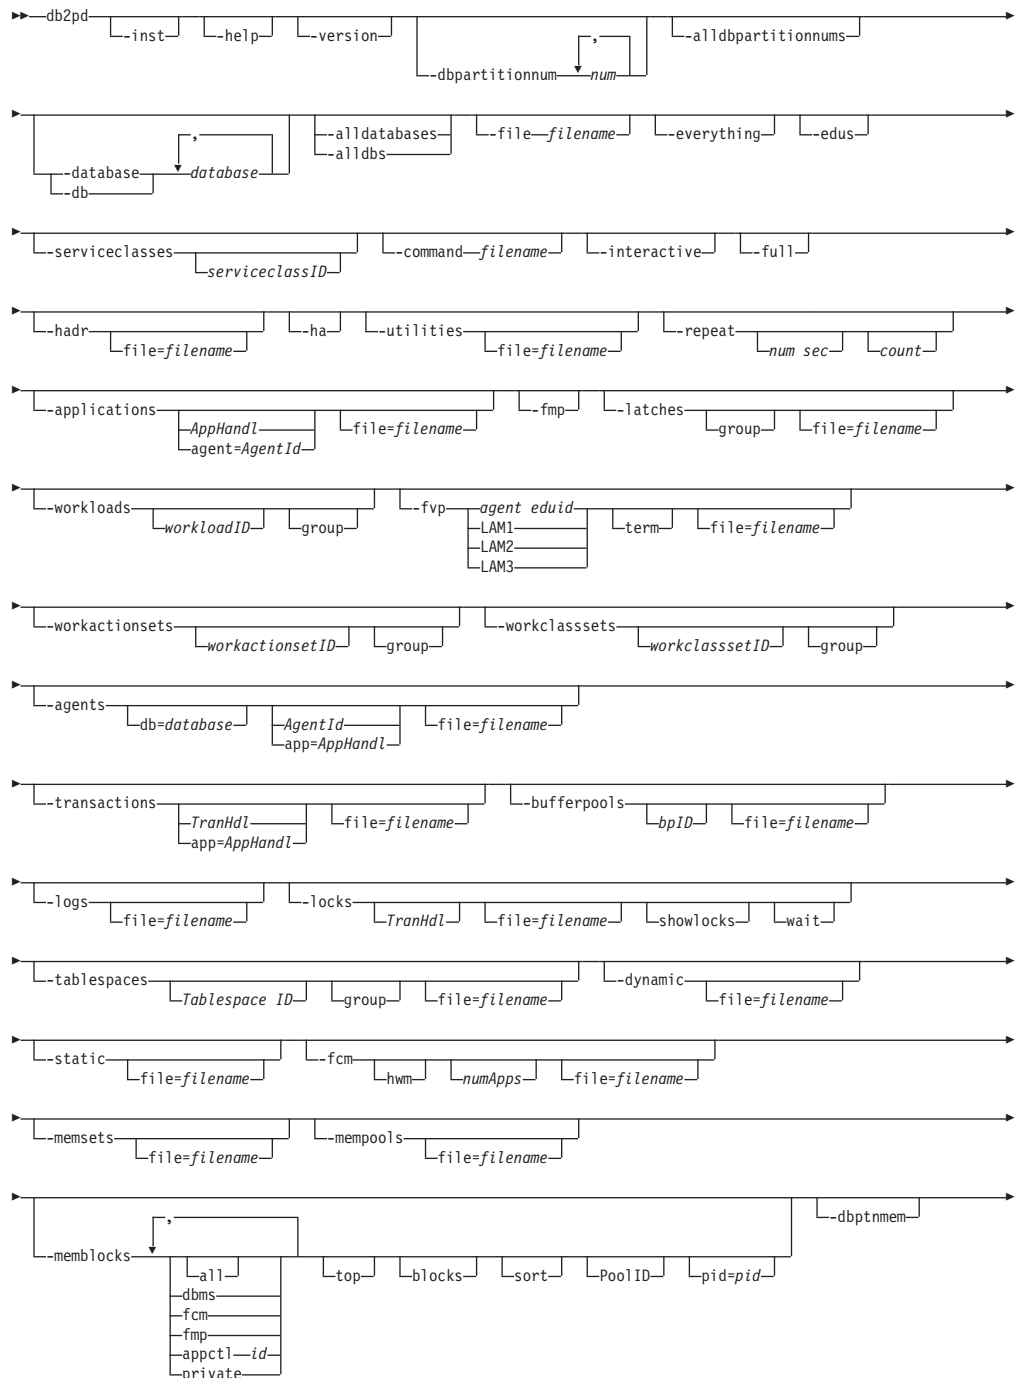 db2pd -inst -help -version -dbpartitionnum , num -alldbpartitionnums
-database -db , database -alldatabases -alldbs -file filename -everything -edus
-serviceclasses serviceclassID -command filename -interactive -full
-hadr file=filename -ha -utilities file=filename -repeat num sec count
-applications AppHandl agent=AgentId file=filename -fmp -latches group file=filename
-workloads workloadID group -fvp agent eduid LAM1 LAM2 LAM3 term file=filename
-workactionsets workactionsetID group -workclasssets workclasssetID group
-agents db=database AgentId app=AppHandl file=filename
-transactions TranHdl app=AppHandl file=filename -bufferpools bpID file=filename
-logs file=filename -locks TranHdl file=filename showlocks wait
-tablespaces Tablespace ID group file=filename -dynamic file=filename
-static file=filename -fcm hwm numApps file=filename
-memsets file=filename -mempools file=filename
-memblocks , all dbms fcm fmp appctl id private top blocks sort PoolID pid=pid -dbptnmem